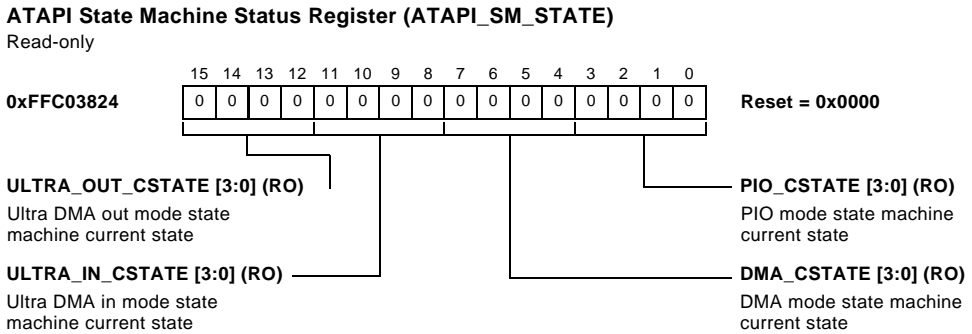 ATAPI State Machine Status Register (ATAPI_SM_STATE)
Read-only
15 14 13 12 11 10 9 8 7 6 5 4 3 2 1 0
0xFFC03824 0 0 0 0 0 0 0 0 0 0 0 0 0 0 0 0 Reset = 0x0000
ULTRA_OUT_CSTATE [3:0] (RO)
Ultra DMA out mode state
machine current state
ULTRA_IN_CSTATE [3:0] (RO)
Ultra DMA in mode state
machine current state
PIO_CSTATE [3:0] (RO)
PIO mode state machine
current state
DMA_CSTATE [3:0] (RO)
DMA mode state machine
current state